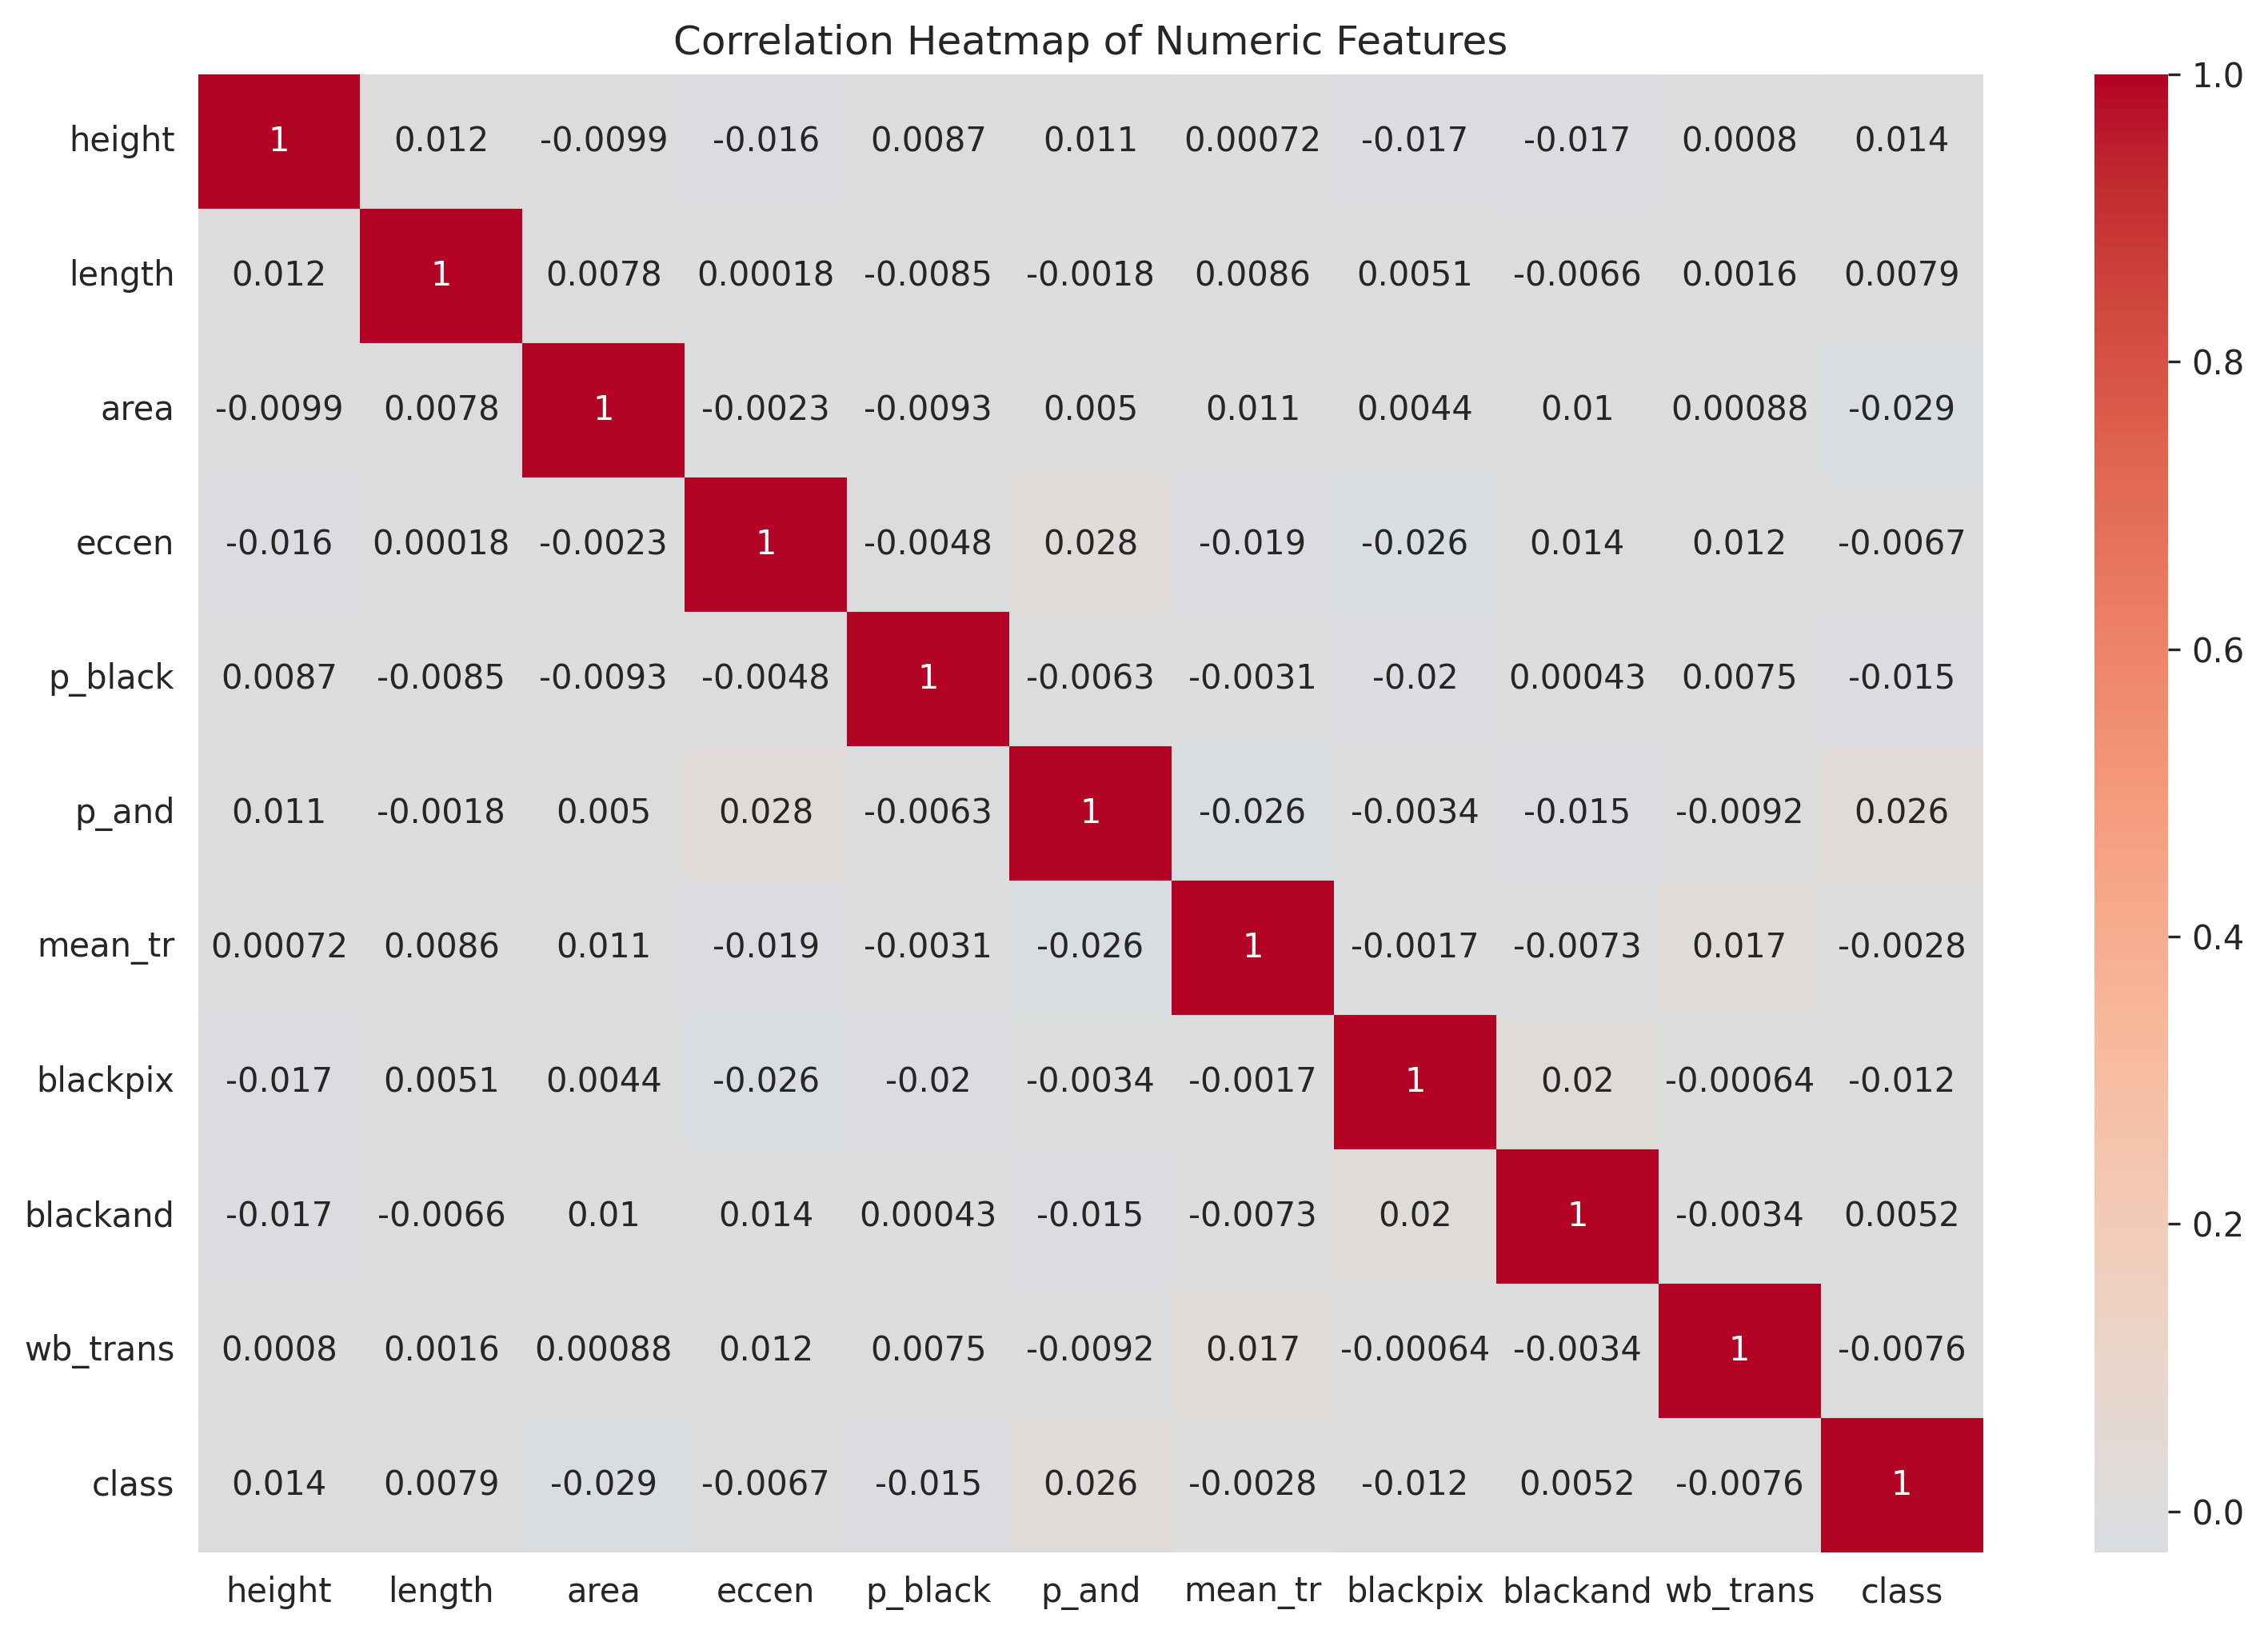 Correlation Heatmap of Numeric Features
height 1 0.012 -0.0099 -0.016 0.0087 0.011 0.00072 -0.017 -0.017 0.0008 0.014
length 0.012 1 0.0078 0.00018 -0.0085 -0.0018 0.0086 0.0051 -0.0066 0.0016 0.0079
area -0.0099 0.0078 1 -0.0023 -0.0093 0.005 0.011 0.0044 0.01 0.00088 -0.029
eccen -0.016 0.00018 -0.0023 1 -0.0048 0.028 -0.019 -0.026 0.014 0.012 -0.0067
p_black 0.0087 -0.0085 -0.0093 -0.0048 1 -0.0063 -0.0031 -0.02 0.00043 0.0075 -0.015
p_and 0.011 -0.0018 0.005 0.028 -0.0063 1 -0.026 -0.0034 -0.015 -0.0092 0.026
mean_tr 0.00072 0.0086 0.011 -0.019 -0.0031 -0.026 1 -0.0017 -0.0073 0.017 -0.0028
blackpix -0.017 0.0051 0.0044 -0.026 -0.02 -0.0034 -0.0017 1 0.02 -0.00064 -0.012
blackand -0.017 -0.0066 0.01 0.014 0.00043 -0.015 -0.0073 0.02 1 -0.0034 0.0052
wb_trans 0.0008 0.0016 0.00088 0.012 0.0075 -0.0092 0.017 -0.00064 -0.0034 1 -0.0076
class 0.014 0.0079 -0.029 -0.0067 -0.015 0.026 -0.0028 -0.012 0.0052 -0.0076 1
height length area eccen p_black p_and mean_tr blackpix blackand wb_trans class
1.0
0.8
0.6
0.4
0.2
0.0